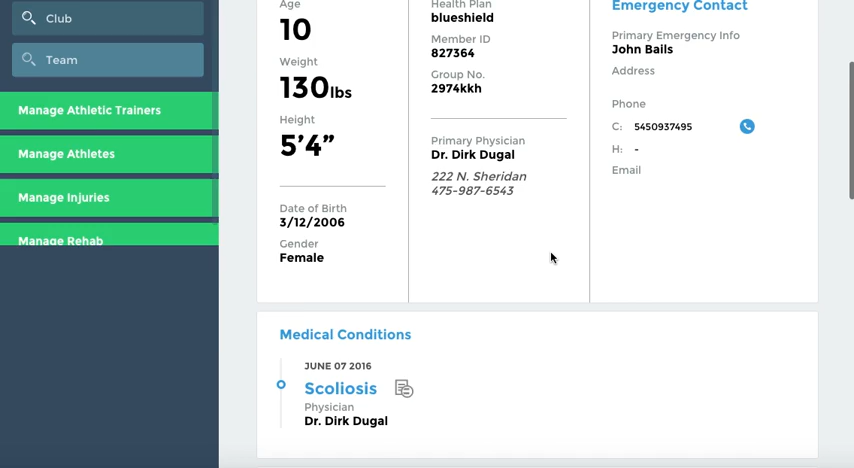 Club
Team
Manage Athletic Trainers
Manage Athletes
Manage Injuries
Manage Rehab
Age
10
Weight
130lbs
Height
5’4”
Date of Birth
3/12/2006
Gender
Female
Health Plan
blueshield
Member ID
827364
Group No.
2974kkh
Primary Physician
Dr. Dirk Dugal
222 N. Sheridan
475-987-6543
Emergency Contact
Primary Emergency Info
John Bails
Address
Phone
C: 5450937495
H: -
Email
Medical Conditions
JUNE 07 2016
Scoliosis
Physician
Dr. Dirk Dugal